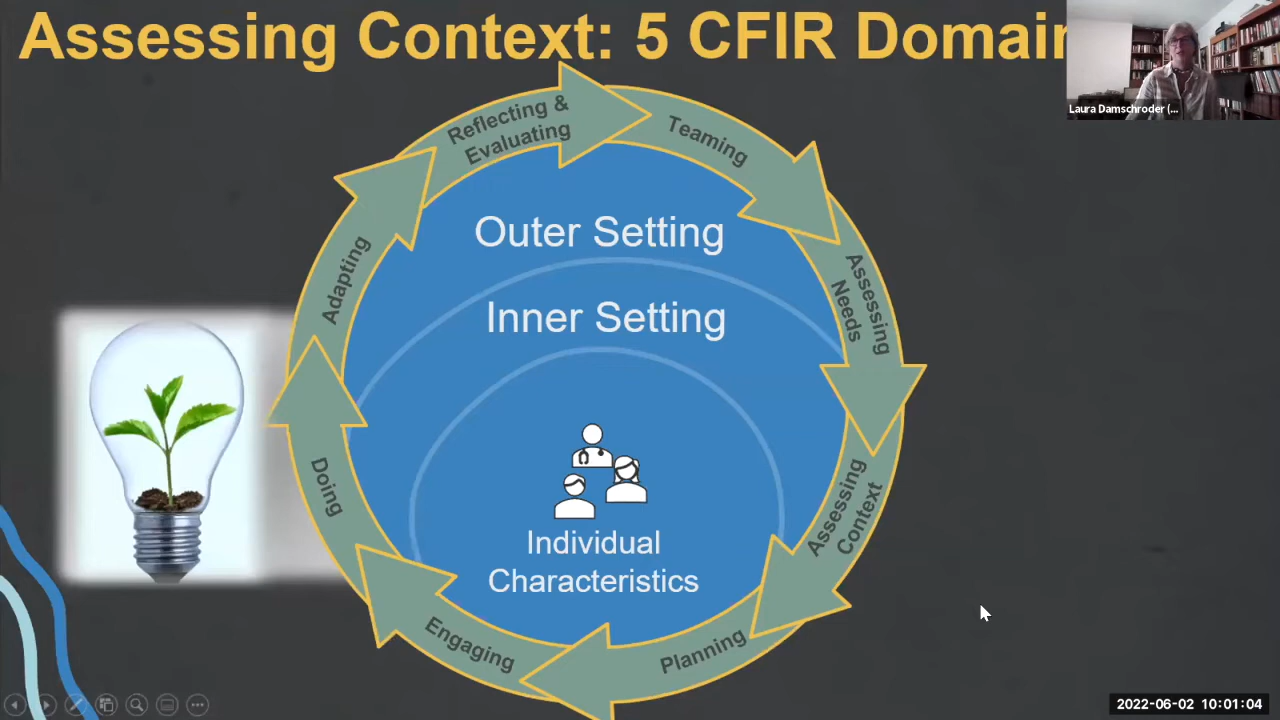 Assessing Context: 5 CFIR Domain
Laura Damschroder (...
Reflecting &
Evaluating
Teaming
Assessing
Needs
Assessing
Context
Planning
Engaging
Doing
Adapting
Outer Setting
Inner Setting
Individual
Characteristics
2022-06-02 10:01:04